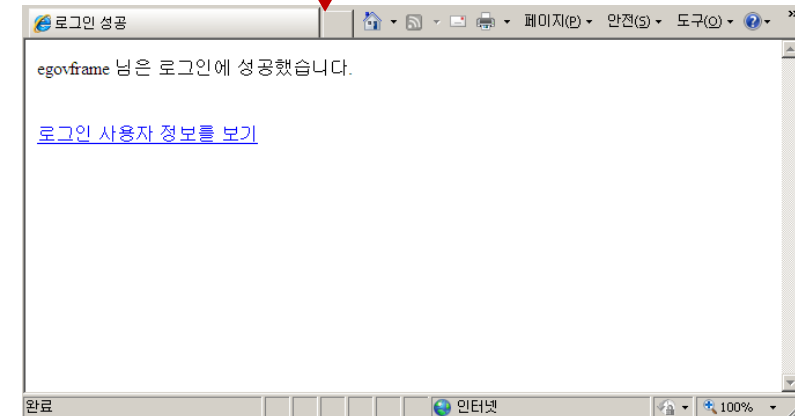 로그인 성공
페이지(P) 안전(S) 도구(O) »
egovframe 님은 로그인에 성공했습니다.
로그인 사용자 정보를 보기
완료 인터넷 100%